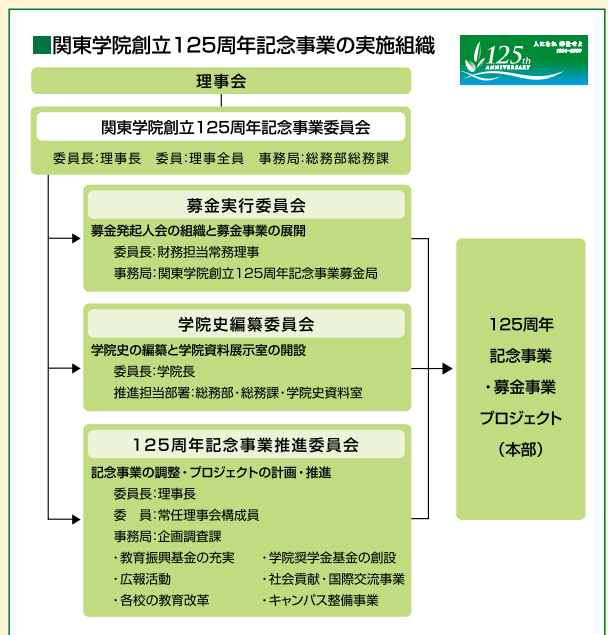 ■関東学院創立125周年記念事業の実施組織
125th
ANNIVERSARY
人になれ 奉仕せよ
1884-2009
理事会
関東学院創立125周年記念事業委員会
委員長：理事長　委員：理事全員　事務局：総務部総務課
募金実行委員会
募金発起人会の組織と募金事業の展開
委員長：財務担当常務理事
事務局：関東学院創立125周年記念事業募金局
学院史編纂委員会
学院史の編纂と学院資料展示室の開設
委員長：学院長
推進担当部署：総務部・総務課・学院史資料室
125周年記念事業推進委員会
記念事業の調整・プロジェクトの計画・推進
委員長：理事長
委　員：常任理事会構成員
事務局：企画調査課
・教育振興基金の充実　・学院奨学金基金の創設
・広報活動　・社会貢献・国際交流事業
・各校の教育改革　・キャンパス整備事業
125周年
記念事業
・募金事業
プロジェクト
（本部）